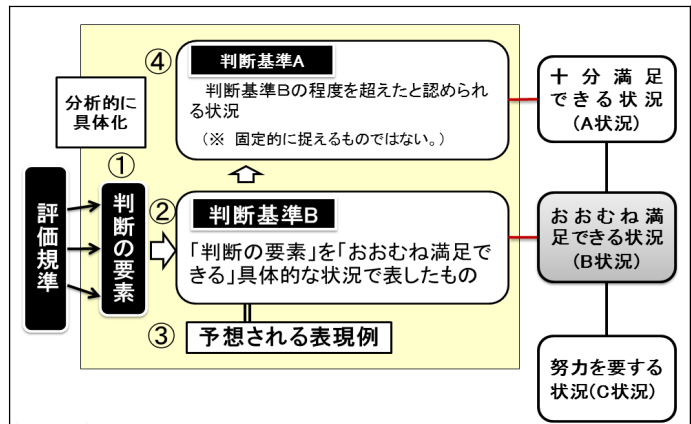 ④
判断基準A
判断基準Bの程度を超えたと認められ
る状況
(※ 固定的に捉えるものではない。)
分析的に
具体化
①
評価規準
判断の要素
②
判断基準B
「判断の要素」を「おおむね満足で
きる」具体的な状況で表したもの
③
予想される表現例
十分満足
できる状況
(A状況)
おおむね満
足できる状況
(B状況)
努力を要する
状況(C状況)